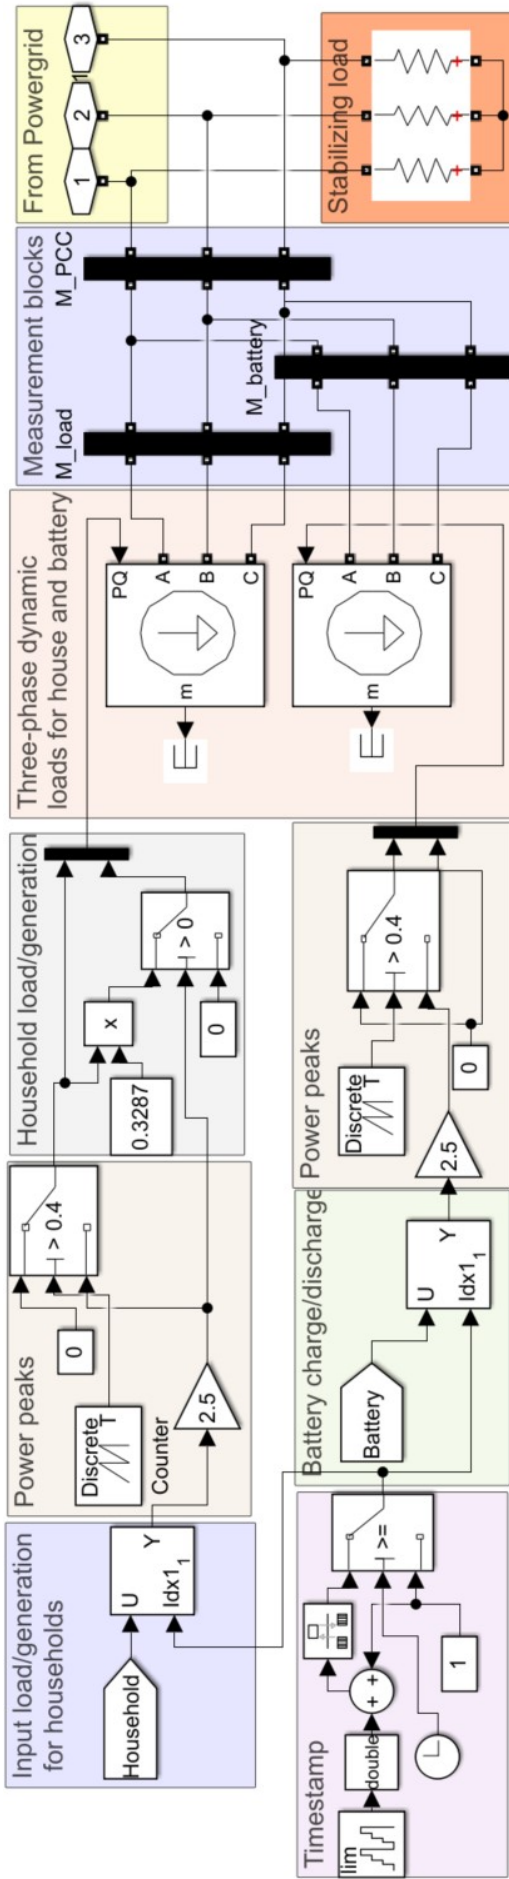 Input load/generation
for households
Household
U
Idx1 1
Y
Power peaks
0
Discrete
T
Counter
> 0.4
2.5
Household load/generation
0.3287
x
0
> 0
Three-phase dynamic
loads for house and battery
PQ
m
A
B
C
PQ
m
A
B
C
Measurement blocks
M_load
M_PCC
M_battery
From Powergrid
1
2
3
1
Stabilizing load
+
+
+
Timestamp
lim
double
+ +
1
>=
Battery charge/discharge
Battery
U
Idx1 1
Y
Power peaks
Discrete
T
2.5
0
> 0.4